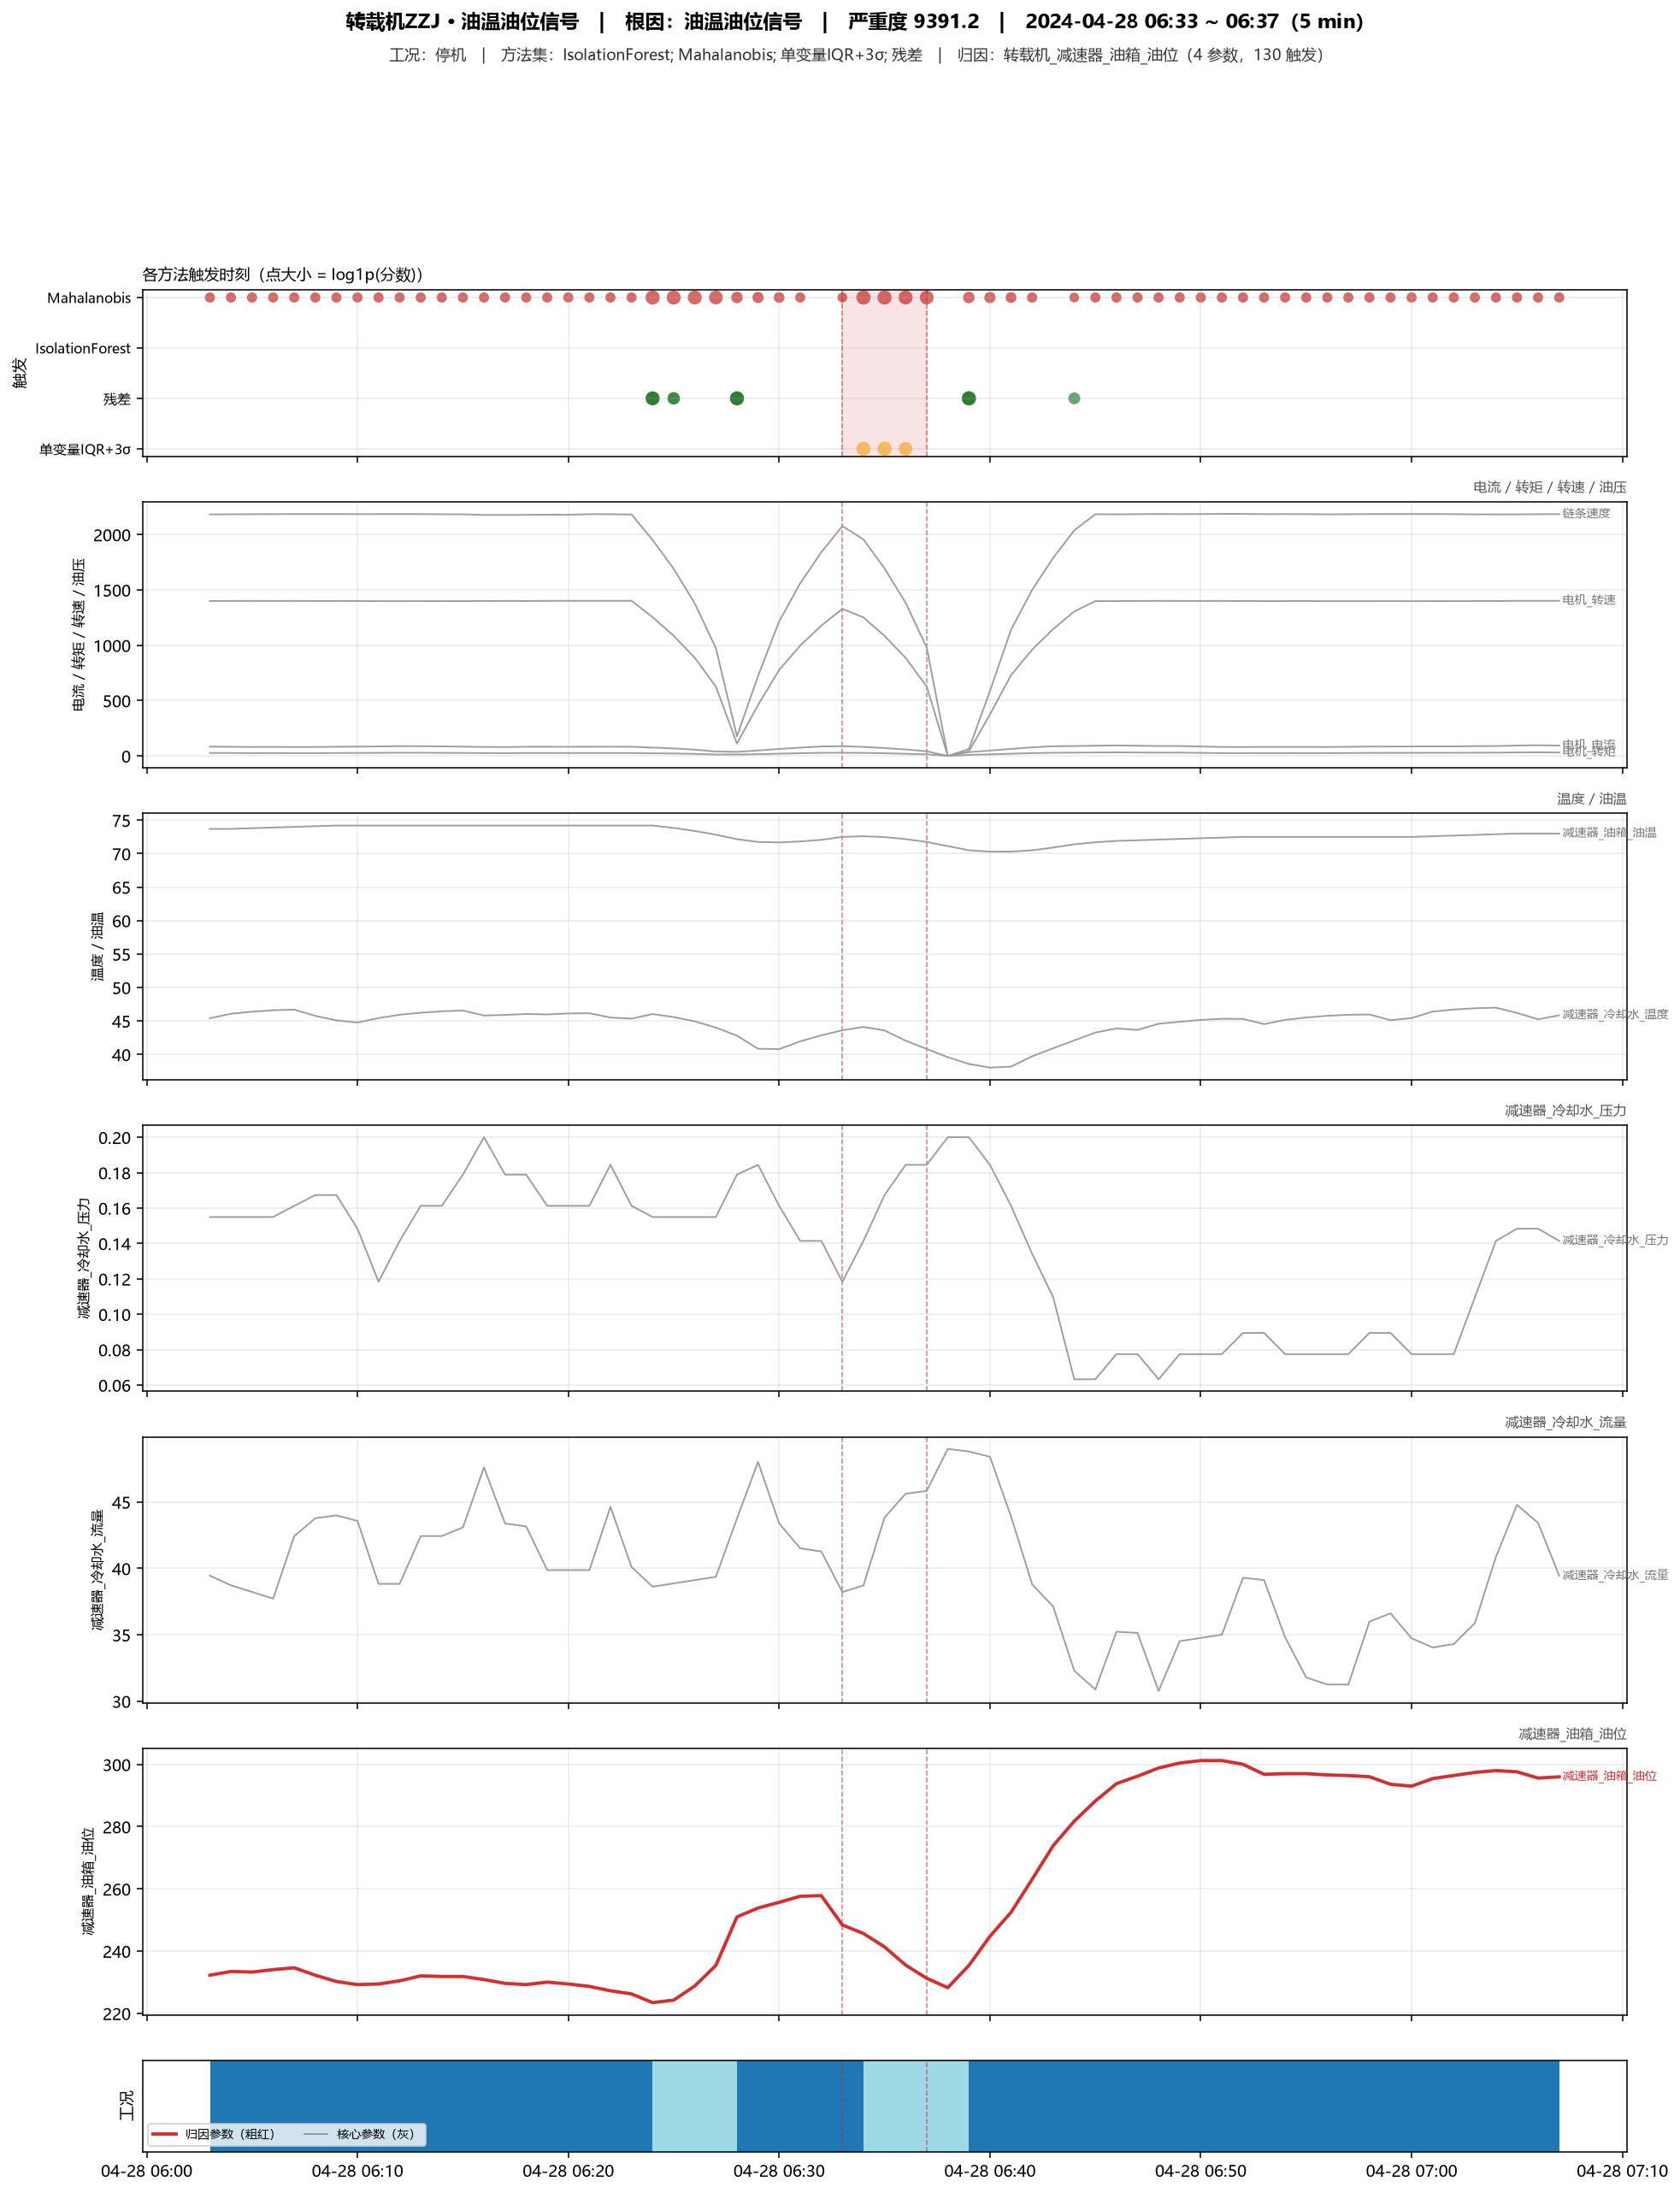 转载机ZZJ • 油温油位信号 | 根因：油温油位信号 | 严重度 9391.2 | 2024-04-28 06:33 ~ 06:37（5 min）
工况：停机 | 方法集：IsolationForest; Mahalanobis; 单变量IQR+3σ; 残差 | 归因：转载机_减速器_油箱_油位（4 参数，130 触发）
各方法触发时刻（点大小 = log1p(分数)）
触发
Mahalanobis
IsolationForest
残差
单变量IQR+3σ
电流 / 转矩 / 转速 / 油压
电流 / 转矩 / 转速 / 油压
2000
1500
1000
500
0
链条速度
电机_转速
电机_电流
电机_转矩
温度 / 油温
温度 / 油温
75
70
65
60
55
50
45
40
减速器_油箱_油温
减速器_冷却水_温度
减速器_冷却水_压力
减速器_冷却水_压力
0.20
0.18
0.16
0.14
0.12
0.10
0.08
0.06
减速器_冷却水_压力
减速器_冷却水_流量
减速器_冷却水_流量
45
40
35
30
减速器_冷却水_流量
减速器_油箱_油位
减速器_油箱_油位
300
280
260
240
220
减速器_油箱_油位
工况
归因参数（粗红）
核心参数（灰）
04-28 06:00
04-28 06:10
04-28 06:20
04-28 06:30
04-28 06:40
04-28 06:50
04-28 07:00
04-28 07:10